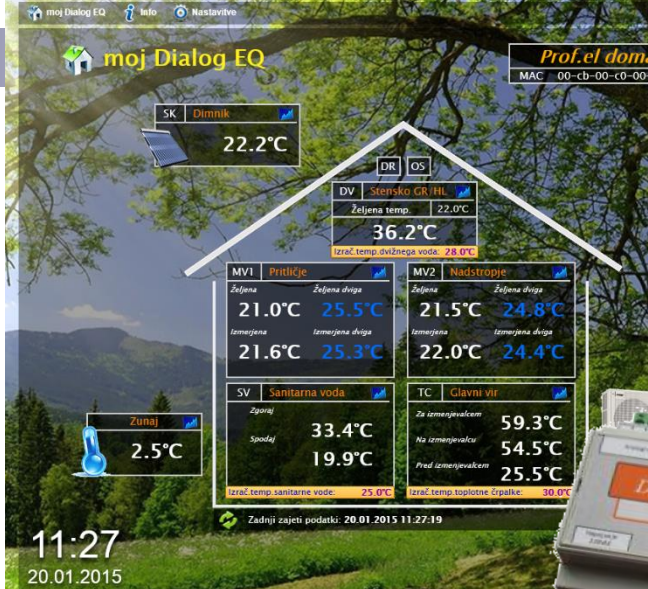 moj Dialog EQ Info Nastavitve
moj Dialog EQ
Prof.el doma
MAC 00-cb-00-c0-00-
SK Dimnik
22.2°C
DR OS
DV Stensko GR/HL
Željena temp. 22.0°C
36.2°C
Izrač.temp.dvižnega voda: 28.0°C
MV1 Pritličje
Željena Željena dviga
21.0°C 25.5°C
Izmerjena Izmerjena dviga
21.6°C 25.3°C
MV2 Nadstropje
Željena Željena dviga
21.5°C 24.8°C
Izmerjena Izmerjena dviga
22.0°C 24.4°C
SV Sanitarna voda
Zgoraj
33.4°C
Spodaj
19.9°C
Izrač.temp.sanitarne vode: 25.0°C
TC Glavni vir
Za izmenjevalcem
59.3°C
Na izmenjevalcu
54.5°C
Pred izmenjevalcem
25.5°C
Izrač.temp.toplotne črpalke: 30.0°C
Zunaj
2.5°C
Zadnji zajeti podatki: 20.01.2015 11:27:19
11:27
20.01.2015